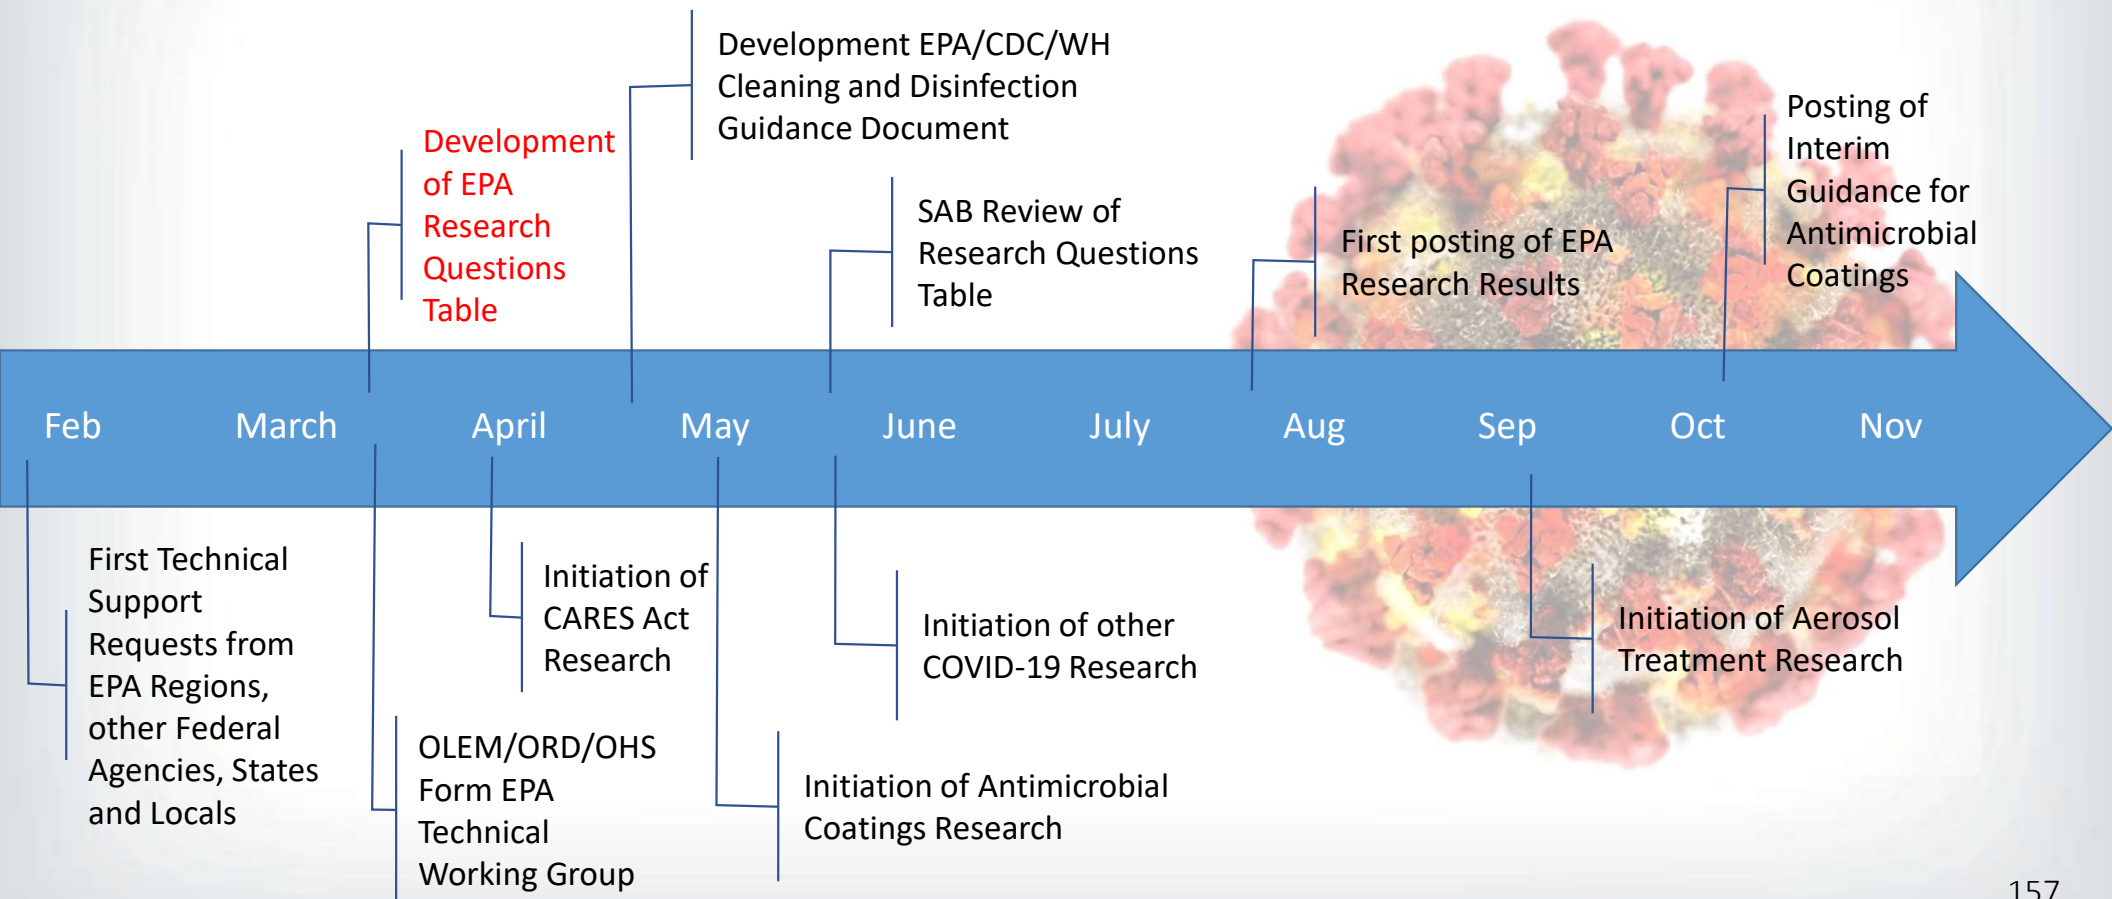 Development EPA/CDC/WH
Cleaning and Disinfection
Guidance Document
Development
of EPA
Research
Questions
Table
SAB Review of
Research Questions
Table
First posting of EPA
Research Results
Posting of
Interim
Guidance for
Antimicrobial
Coatings
Feb March April May June July Aug Sep Oct Nov
First Technical
Support
Requests from
EPA Regions,
other Federal
Agencies, States
and Locals
OLEM/ORD/OHS
Form EPA
Technical
Working Group
Initiation of
CARES Act
Research
Initiation of Antimicrobial
Coatings Research
Initiation of other
COVID-19 Research
Initiation of Aerosol
Treatment Research
157